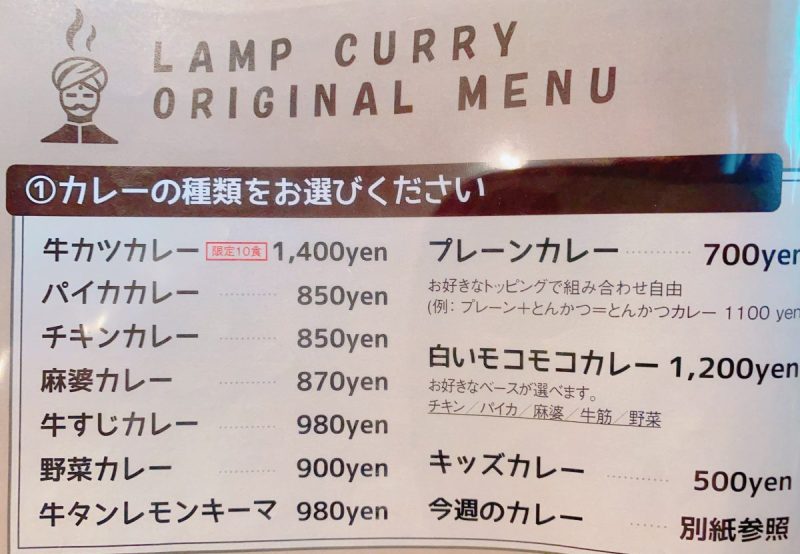 LAMP CURRY
ORIGINAL MENU
①カレーの種類をお選びください
牛カツカレー 限定10食 1,400yen
パイカカレー 850yen
チキンカレー 850yen
麻婆カレー 870yen
牛すじカレー 980yen
野菜カレー 900yen
牛タンレモンキーマ 980yen
プレーンカレー 700yen
お好きなトッピングで組み合わせ自由
(例: プレーン+とんかつ=とんかつカレー 1100 yen
白いモコモコカレー 1,200yen
お好きなベースが選べます。
チキン/パイカ/麻婆/牛筋/野菜
キッズカレー 500yen
今週のカレー 別紙参照